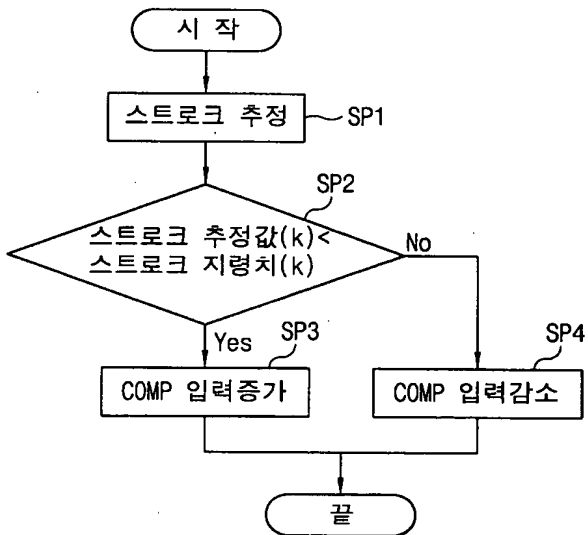 시 작
스트로크 추정
SP1
SP2
스트로크 추정값(k)<
스트로크 지령치(k)
No
Yes
SP3
SP4
COMP 입력증가
COMP 입력감소
끝